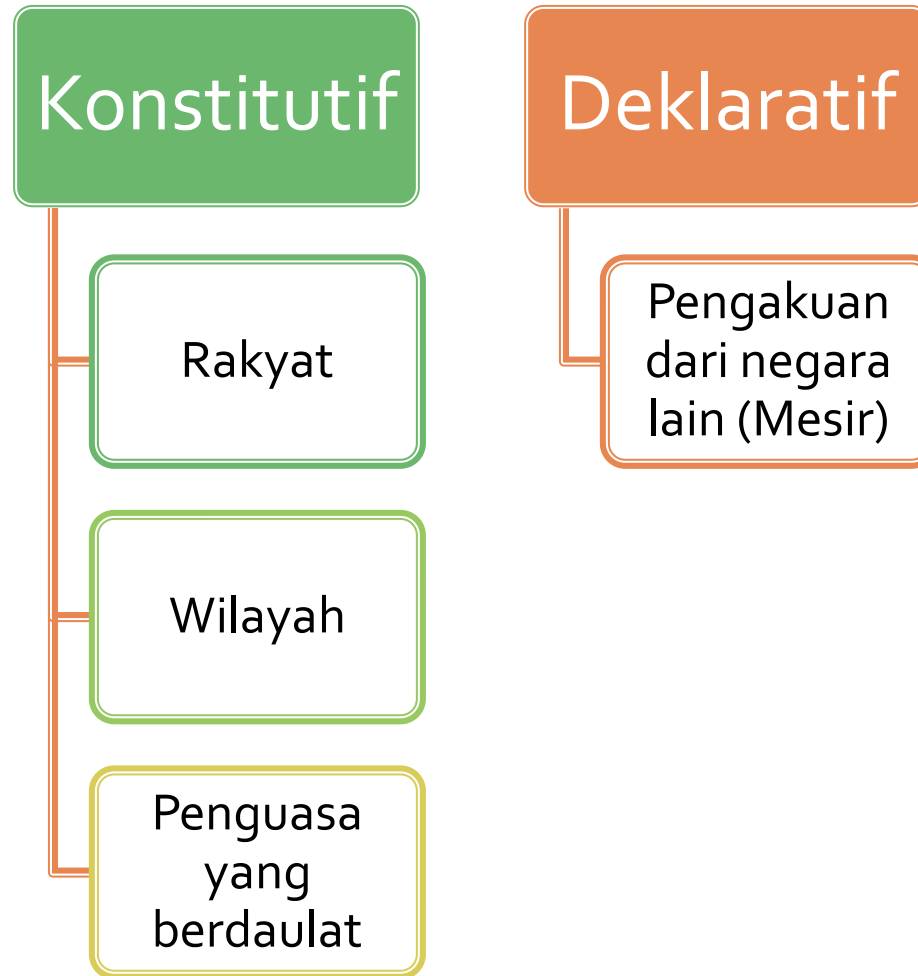 Konstitutif
Rakyat
Wilayah
Penguasa
yang
berdaulat
Deklaratif
Pengakuan
dari negara
lain (Mesir)